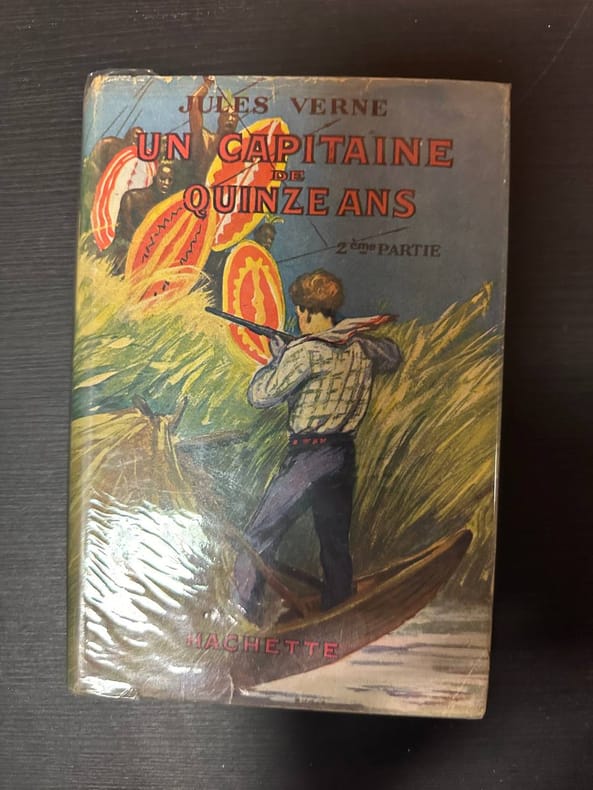 JULES VERNE
UN CAPITAINE
DE
QUINZE ANS
2ème PARTIE
HACHETTE